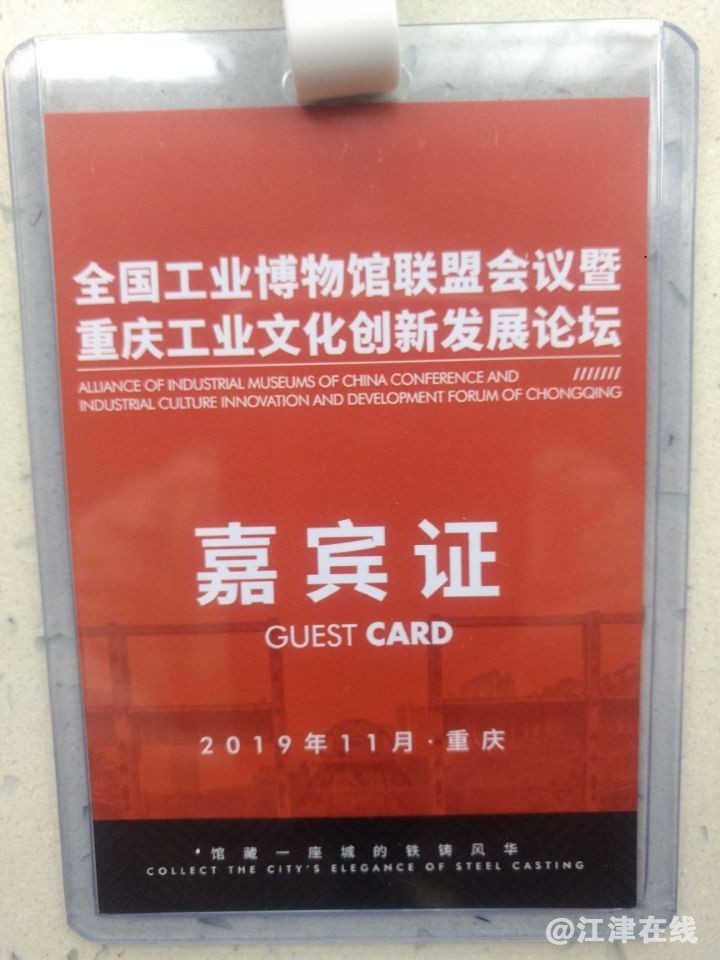 全国工业博物馆联盟会议暨
重庆工业文化创新发展论坛
ALLIANCE OF INDUSTRIAL MUSEUMS OF CHINA CONFERENCE AND
INDUSTRIAL CULTURE INNOVATION AND DEVELOPMENT FORUM OF CHONGQING
嘉宾证
GUEST CARD
2019年11月·重庆
馆藏一座城的铁铸风华
COLLECT THE CITY'S ELEGANCE OF STEEL CASTING
@江津在线